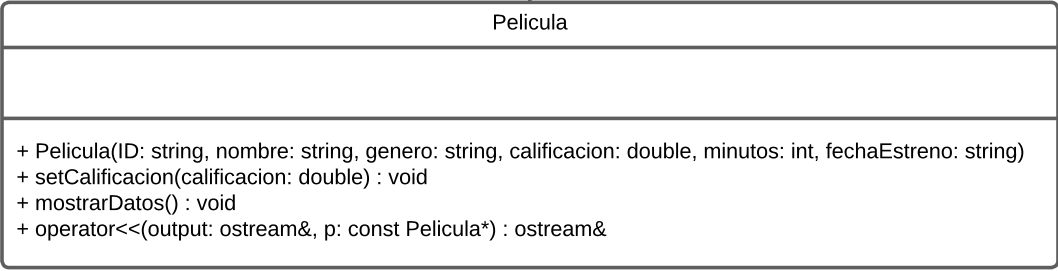 Pelicula
+ Pelicula(ID: string, nombre: string, genero: string, calificacion: double, minutos: int, fechaEstreno: string)
+ setCalificacion(calificacion: double) : void
+ mostrarDatos() : void
+ operator<<(output: ostream&, p: const Pelicula*) : ostream&